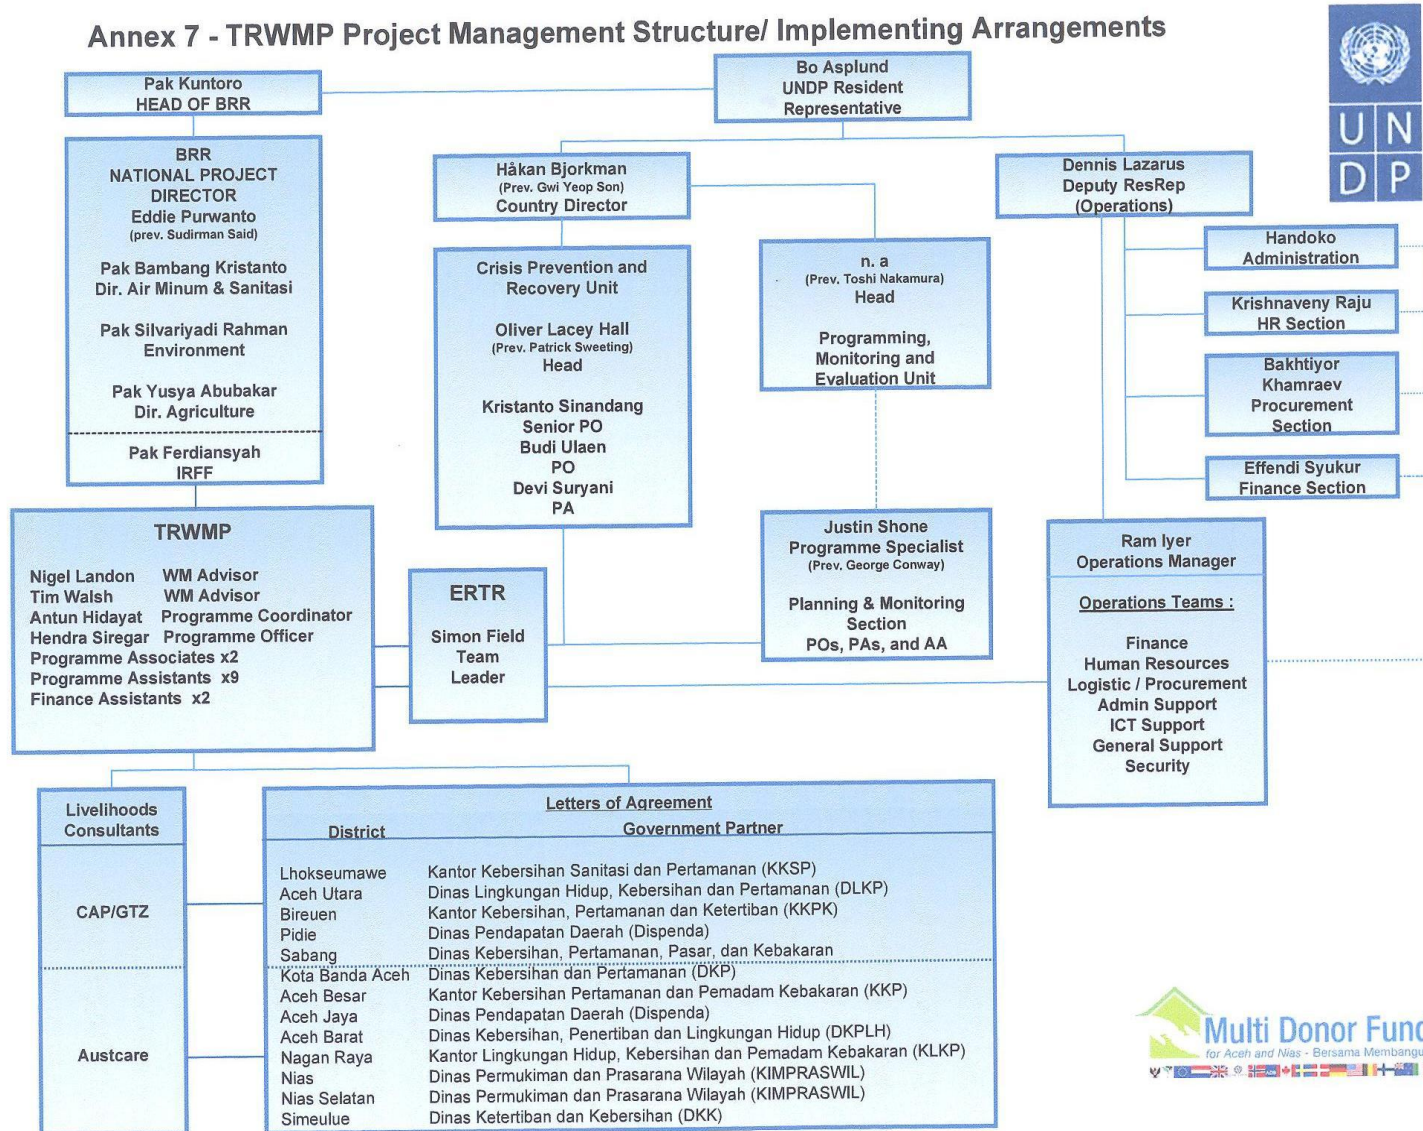 Annex 7 - TRWMP Project Management Structure/ Implementing Arrangements
UN
DP
Pak Kuntoro
HEAD OF BRR
Bo Asplund
UNDP Resident
Representative
BRR
NATIONAL PROJECT
DIRECTOR
Eddie Purwanto
(prev. Sudirman Said)
Pak Bambang Kristanto
Dir. Air Minum & Sanitasi
Pak Silvariyadi Rahman
Environment
Pak Yusya Abubakar
Dir. Agriculture
Pak Ferdiansyah
IRFF
Håkan Bjorkman
(Prev. Gwi Yeop Son)
Country Director
Dennis Lazarus
Deputy ResRep
(Operations)
Crisis Prevention and
Recovery Unit
Oliver Lacey Hall
(Prev. Patrick Sweeting)
Head
Kristanto Sinandang
Senior PO
Budi Ulaen
PO
Devi Suryani
PA
n. a
(Prev. Toshi Nakamura)
Head
Programming,
Monitoring and
Evaluation Unit
Handoko
Administration
Krishnaveny Raju
HR Section
Bakhtiyor
Khamraev
Procurement
Section
Effendi Syukur
Finance Section
TRWMP
Nigel Landon WM Advisor
Tim Walsh WM Advisor
Antun Hidayat Programme Coordinator
Hendra Siregar Programme Officer
Programme Associates x2
Programme Assistants x9
Finance Assistants x2
ERTR
Simon Field
Team
Leader
Justin Shone
Programme Specialist
(Prev. George Conway)
Planning & Monitoring
Section
POs, PAs, and AA
Ram Iyer
Operations Manager
Operations Teams :
Finance
Human Resources
Logistic / Procurement
Admin Support
ICT Support
General Support
Security
Livelihoods
Consultants
CAP/GTZ
Austcare
Letters of Agreement
District Government Partner
Lhokseumawe Kantor Kebersihan Sanitasi dan Pertamanan (KKSP)
Aceh Utara Dinas Lingkungan Hidup, Kebersihan dan Pertamanan (DLKP)
Bireuen Kantor Kebersihan, Pertamanan dan Ketertiban (KKPK)
Pidie Dinas Pendapatan Daerah (Dispenda)
Sabang Dinas Kebersihan, Pertamanan, Pasar, dan Kebakaran
Kota Banda Aceh Dinas Kebersihan dan Pertamanan (DKP)
Aceh Besar Kantor Kebersihan Pertamanan dan Pemadam Kebakaran (KKP)
Aceh Jaya Dinas Pendapatan Daerah (Dispenda)
Aceh Barat Dinas Kebersihan, Penertiban dan Lingkungan Hidup (DKPLH)
Nagan Raya Kantor Lingkungan Hidup, Kebersihan dan Pemadam Kebakaran (KLKP)
Nias Dinas Permukiman dan Prasarana Wilayah (KIMPRASWIL)
Nias Selatan Dinas Permukiman dan Prasarana Wilayah (KIMPRASWIL)
Simeulue Dinas Ketertiban dan Kebersihan (DKK)
Multi Donor Fund
for Aceh and Nias - Bersama Membangu